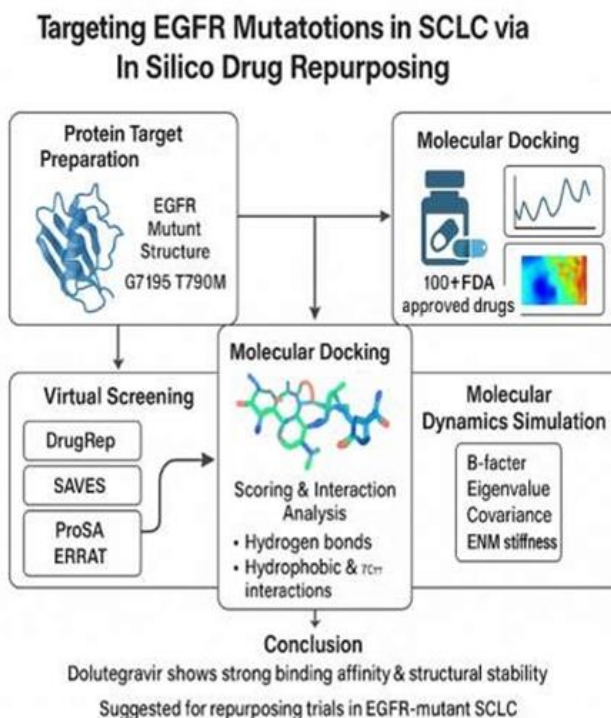 Targeting EGFR Mutatotions in SCLC via
In Silico Drug Repurposing
Protein Target
Preparation
EGFR
Mutunt
Structure
G7195 T790M
Molecular Docking
100+FDA
approved drugs
Virtual Screening
DrugRep
SAVES
ProSA
ERRAT
Molecular Docking
Scoring & Interaction
Analysis
• Hydrogen bonds
• Hydrophobic &
interactions
Molecular
Dynamics Simulation
B-facter
Eigenvalue
Covariance
ENM stiffness
Conclusion
Dolutegravir shows strong binding affinity & structural stability
Suggested for repurposing trials in EGFR-mutant SCLC